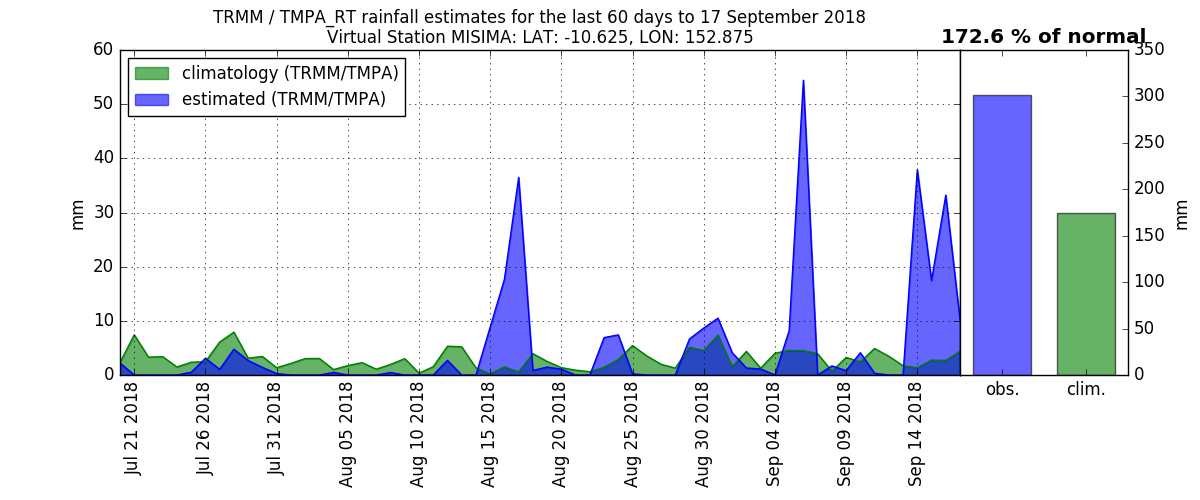 TRMM / TMPA_RT rainfall estimates for the last 60 days to 17 September 2018
Virtual Station MISIMA: LAT: -10.625, LON: 152.875
172.6 % of normal
climatology (TRMM/TMPA)
estimated (TRMM/TMPA)
60
50
40
30
20
10
0
mm
Jul 21 2018
Jul 26 2018
Jul 31 2018
Aug 05 2018
Aug 10 2018
Aug 15 2018
Aug 20 2018
Aug 25 2018
Aug 30 2018
Sep 04 2018
Sep 09 2018
Sep 14 2018
obs.
clim.
350
300
250
200
150
100
50
0
mm